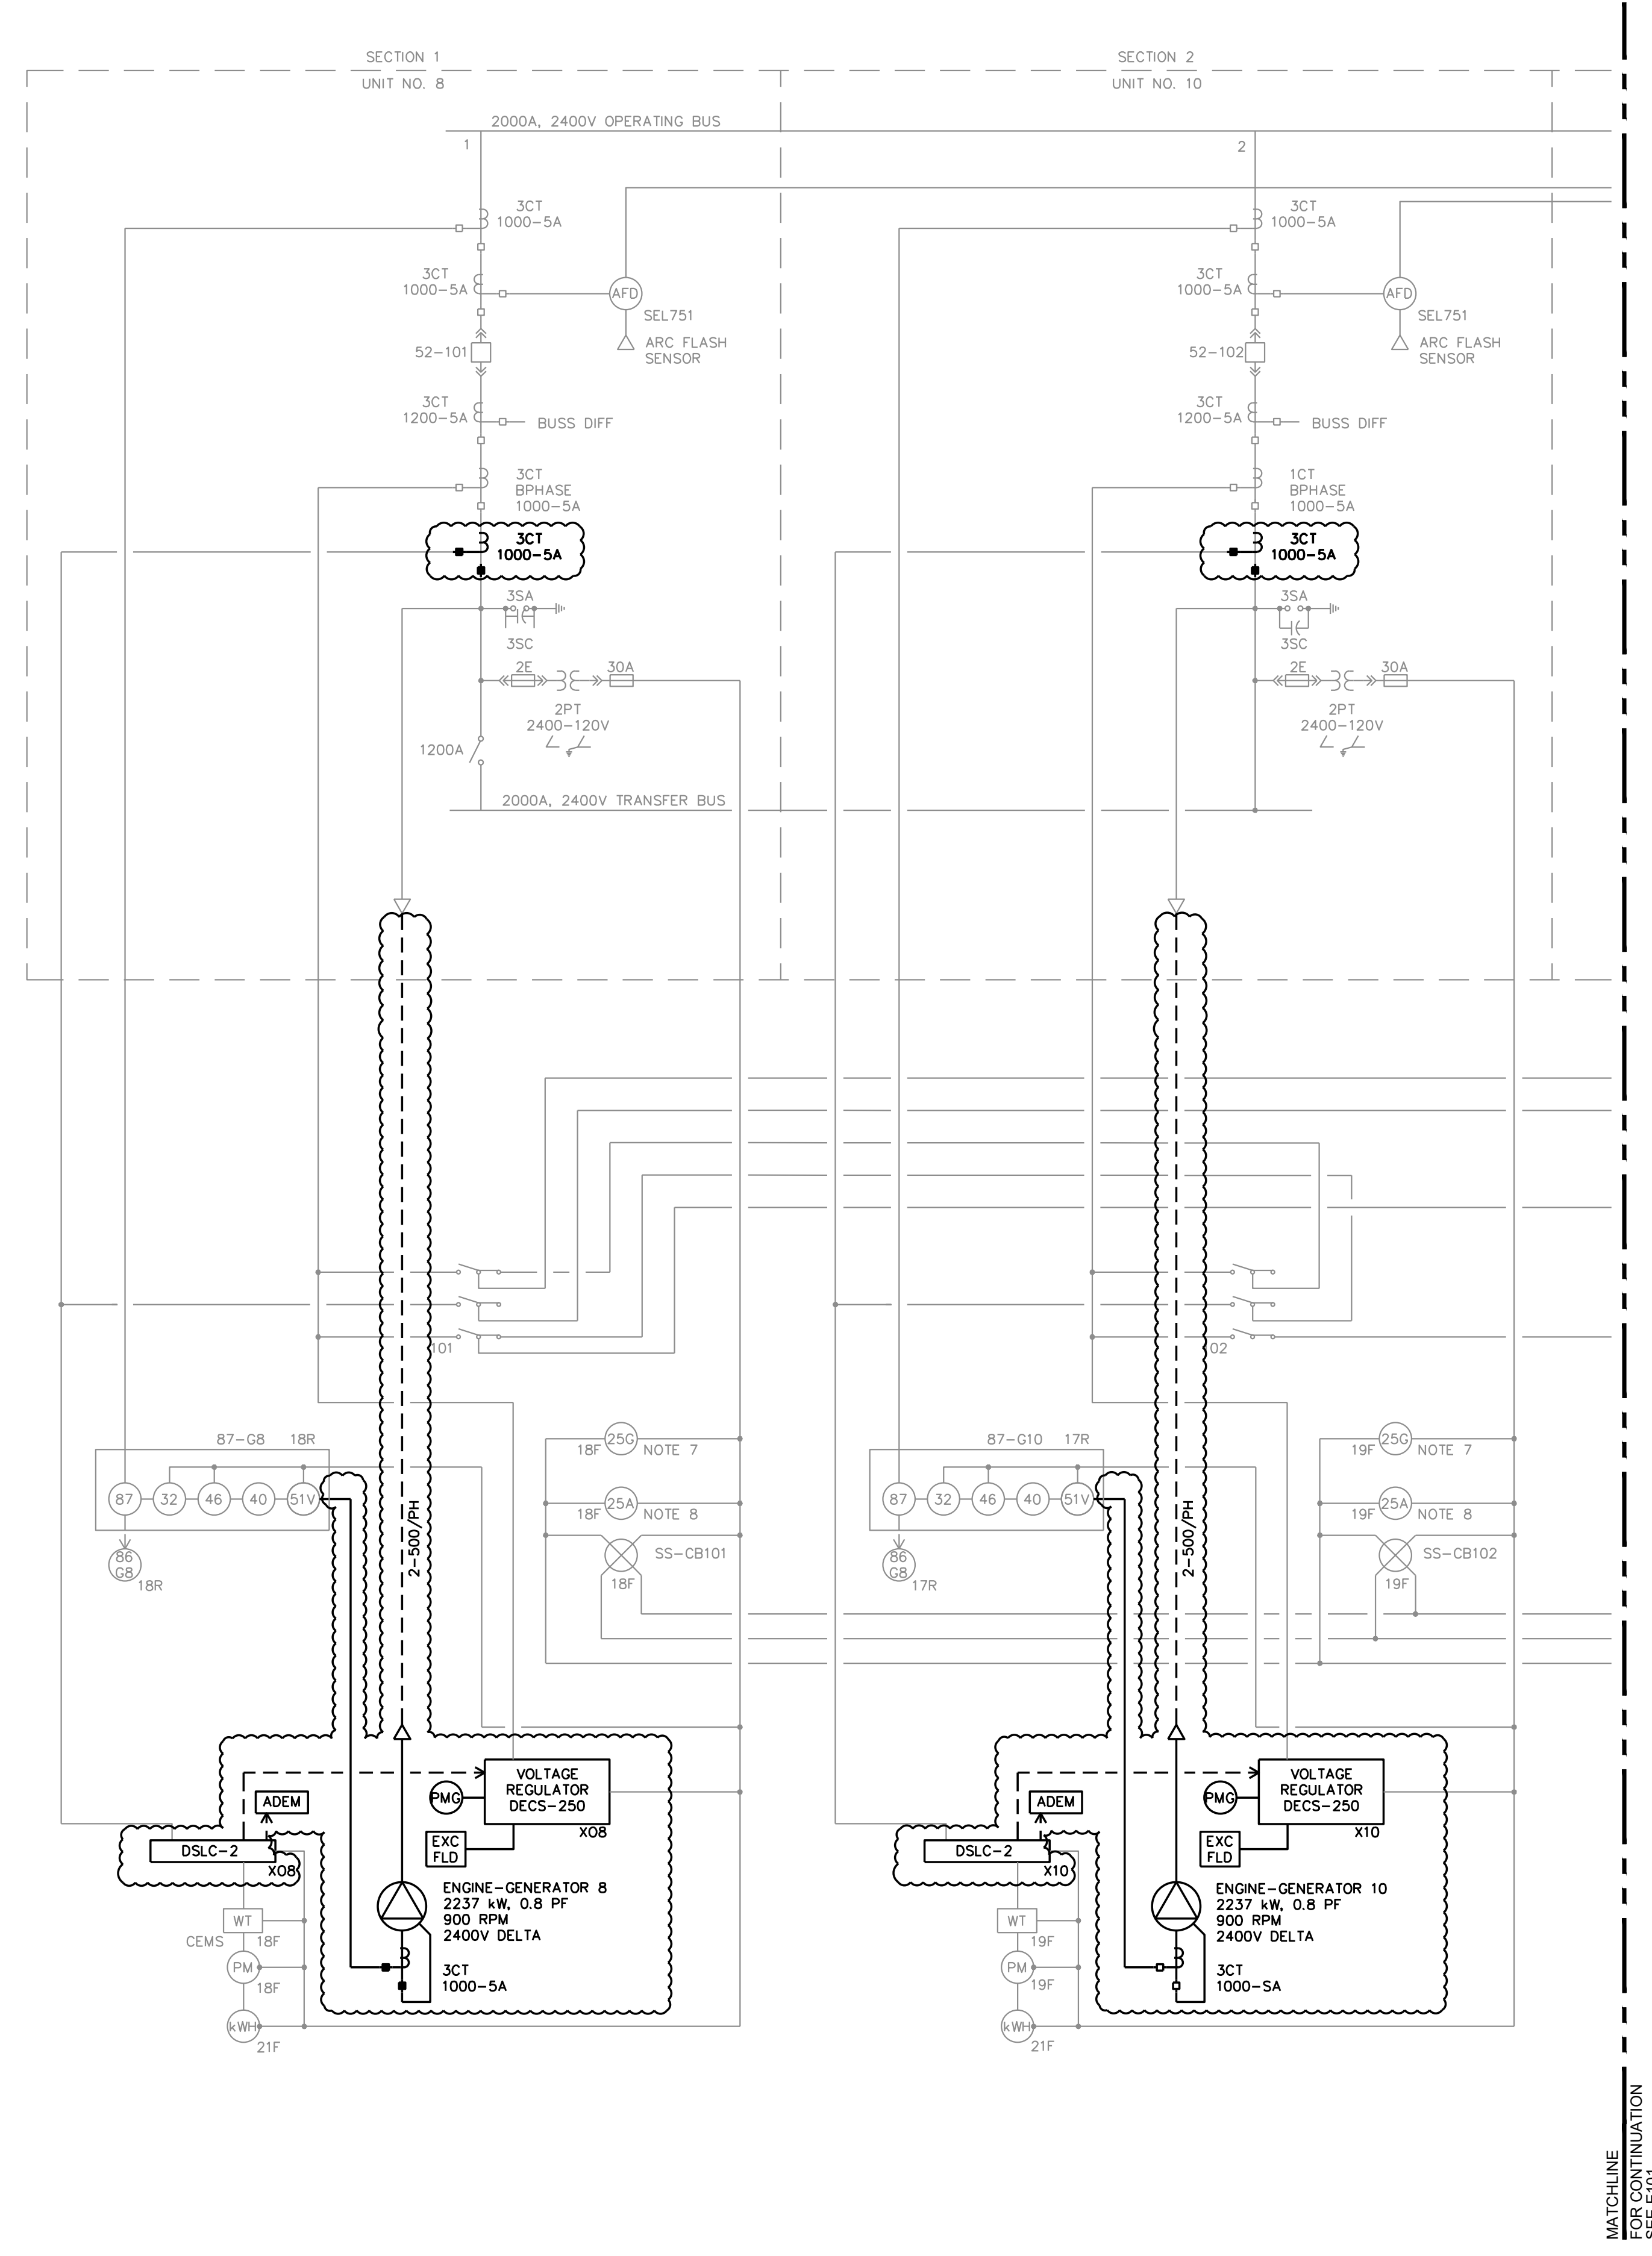 SECTION 1
UNIT NO. 8
2000A, 2400V OPERATING BUS
1
3CT
1000-5A
3CT
1000-5A
AFD
SEL751
52-101
ARC FLASH
SENSOR
3CT
1200-5A
BUSS DIFF
3CT
BPHASE
1000-5A
3CT
1000-5A
3SA
3SC
2E
30A
2PT
2400-120V
1200A
2000A, 2400V TRANSFER BUS
101
87-G8 18R
87
32
46
40
51V
86
G8
18R
2-500/PH
25G
18F
NOTE 7
25A
18F
NOTE 8
SS-CB101
18F
ADEM
PMG
VOLTAGE
REGULATOR
DECS-250
X08
DSLC-2
X08
EXC
FLD
WT
CEMS
18F
PM
18F
kWH
21F
ENGINE-GENERATOR 8
2237 kW, 0.8 PF
900 RPM
2400V DELTA
3CT
1000-5A
SECTION 2
UNIT NO. 10
2
3CT
1000-5A
3CT
1000-5A
AFD
SEL751
52-102
ARC FLASH
SENSOR
3CT
1200-5A
BUSS DIFF
1CT
BPHASE
1000-5A
3CT
1000-5A
3SA
3SC
2E
30A
2PT
2400-120V
02
87-G10 17R
87
32
46
40
51V
86
G8
17R
2-500/PH
25G
19F
NOTE 7
25A
19F
NOTE 8
SS-CB102
19F
ADEM
PMG
VOLTAGE
REGULATOR
DECS-250
X10
DSLC-2
X10
EXC
FLD
WT
19F
PM
19F
kWH
21F
ENGINE-GENERATOR 10
2237 kW, 0.8 PF
900 RPM
2400V DELTA
3CT
1000-SA
MATCHLINE
FOR CONTINUATION
SEE E101